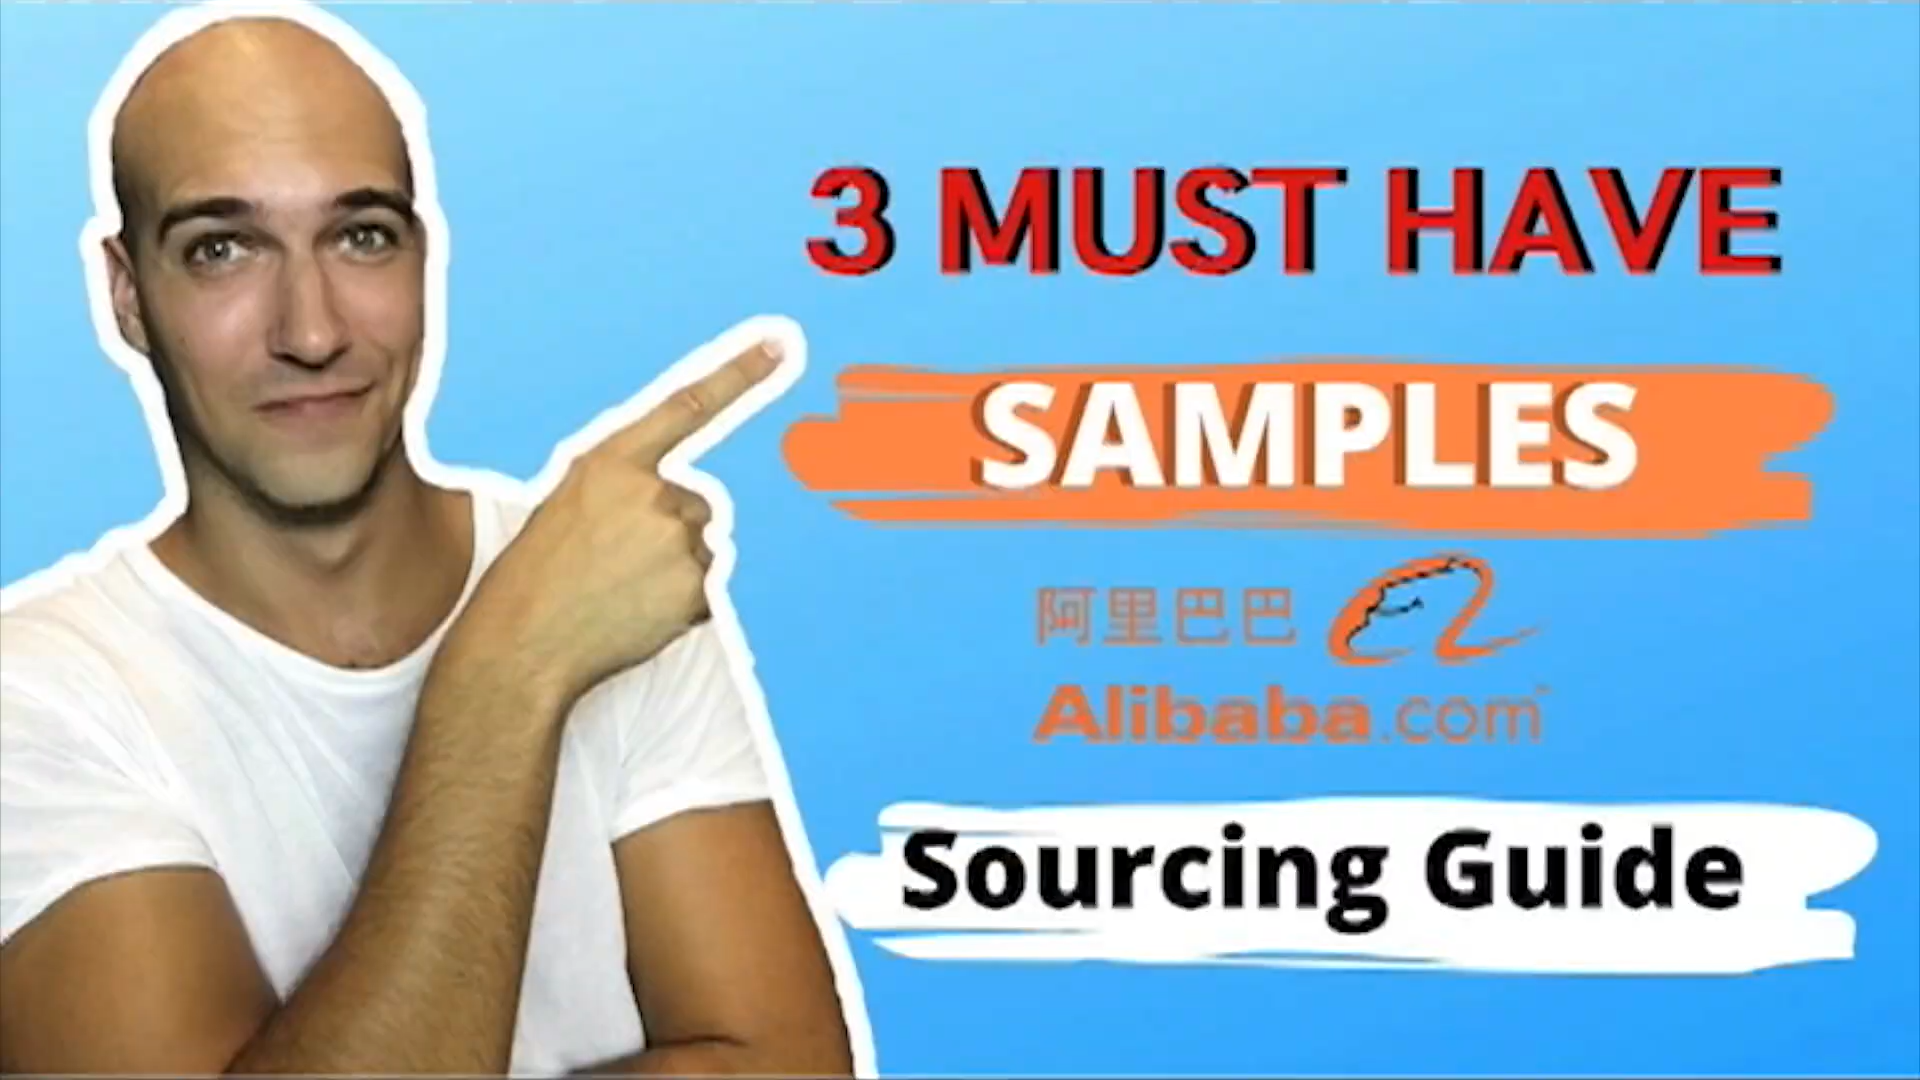 3 MUST HAVE
SAMPLES
阿里巴巴
Alibaba.com
Sourcing Guide